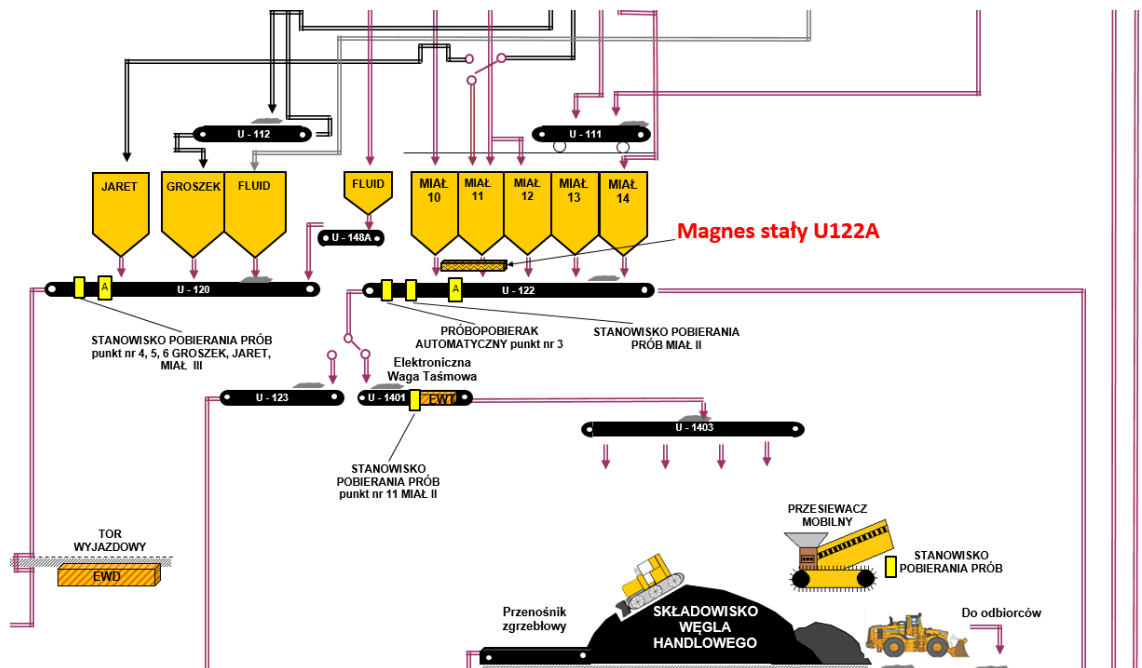 U - 112
U - 111
JARET
GROSZEK
FLUID
FLUID
MIAŁ
10
MIAŁ
11
MIAŁ
12
MIAŁ
13
MIAŁ
14
U - 148A
Magnes stały U122A
A
U - 120
A
U - 122
STANOWISKO POBIERANIA PRÓB
punkt nr 4, 5, 6 GROSZEK, JARET,
MIAŁ III
PRÓBOPOBIERAK
AUTOMATYCZNY punkt nr 3
STANOWISKO POBIERANIA
PRÓB MIAŁ II
Elektroniczna
Waga Taśmowa
U - 123
U - 1401
EWT
U - 1403
STANOWISKO
POBIERANIA PRÓB
punkt nr 11 MIAŁ II
TOR
WYJAZDOWY
EWD
PRZESIEWACZ
MOBILNY
STANOWISKO
POBIERANIA PRÓB
Przenośnik
zgrzebłowy
SKŁADOWISKO
WĘGLA
HANDLOWEGO
Do odbiorców